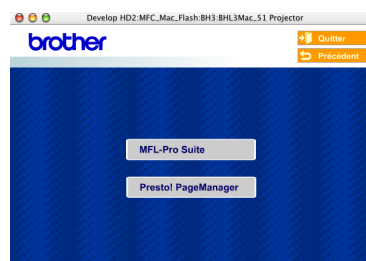 Develop HD2:MFC_Mac_Flash:BH3:BHL3Mac_51 Projector
brother
Quitter
Précédent
MFL-Pro Suite
Presto! PageManager